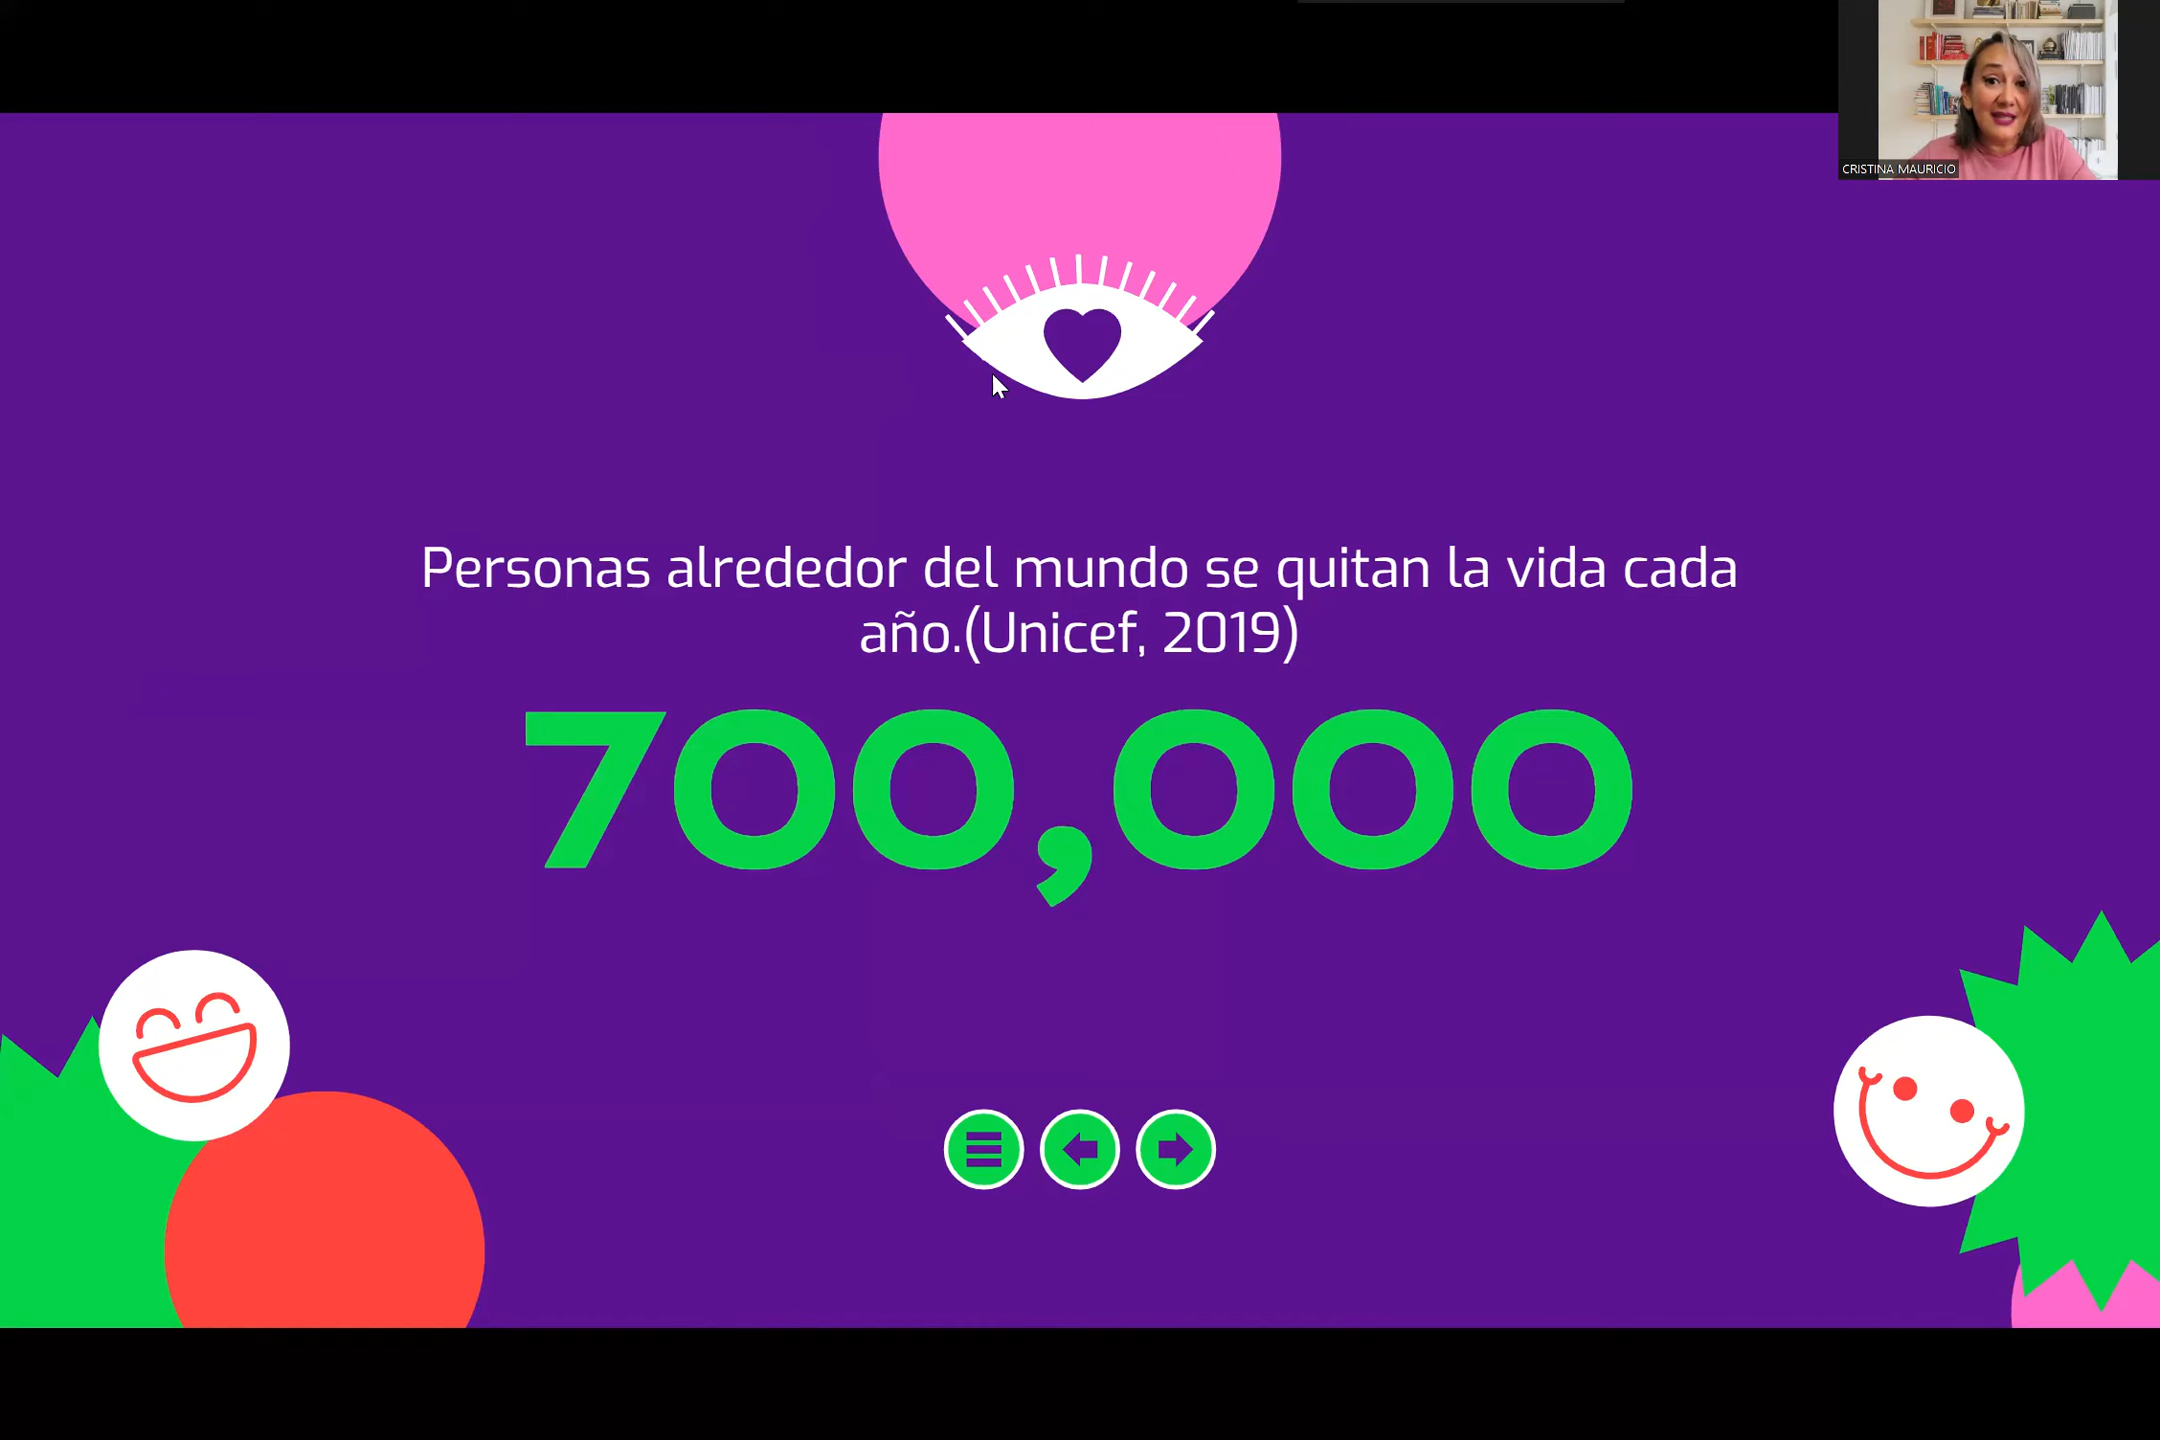 CRISTINA MAURICIO
Personas alrededor del mundo se quitan la vida cada
año.(Unicef, 2019)
700,000